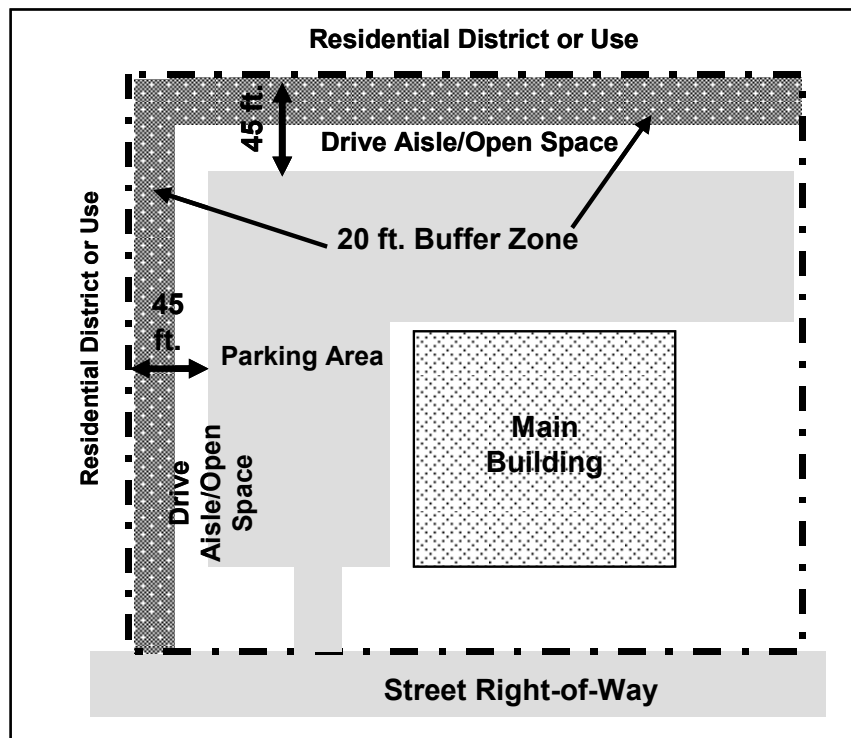 Residential District or Use
45 ft.
Drive Aisle/Open Space
Residential District or Use
20 ft. Buffer Zone
45
ft.
Parking Area
Main
Building
Drive
Aisle/Open
Space
Street Right-of-Way